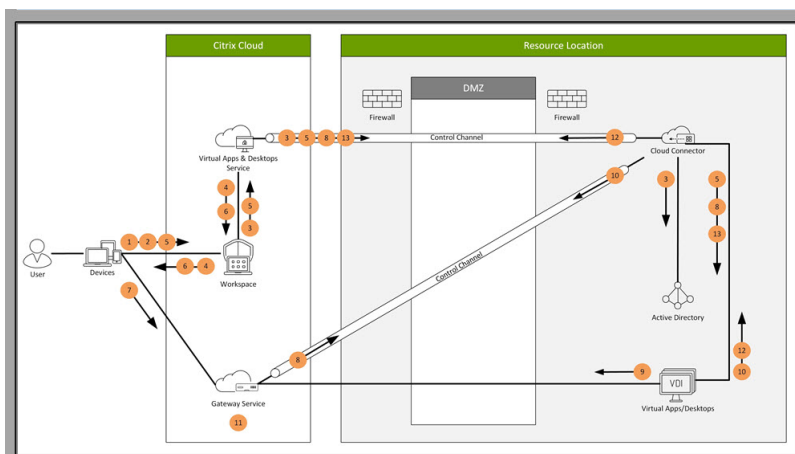 Citrix Cloud
Resource Location
DMZ
Firewall
Firewall
3 5 8 13
Control Channel
12
Virtual Apps & Desktops
Service
Cloud Connector
4
6
5
3
10
3
5
8
13
1 2 5
User
Devices
6 4
Workspace
Control Channel
7
Active Directory
8
12
10
9
VDI
Gateway Service
Virtual Apps/Desktops
11